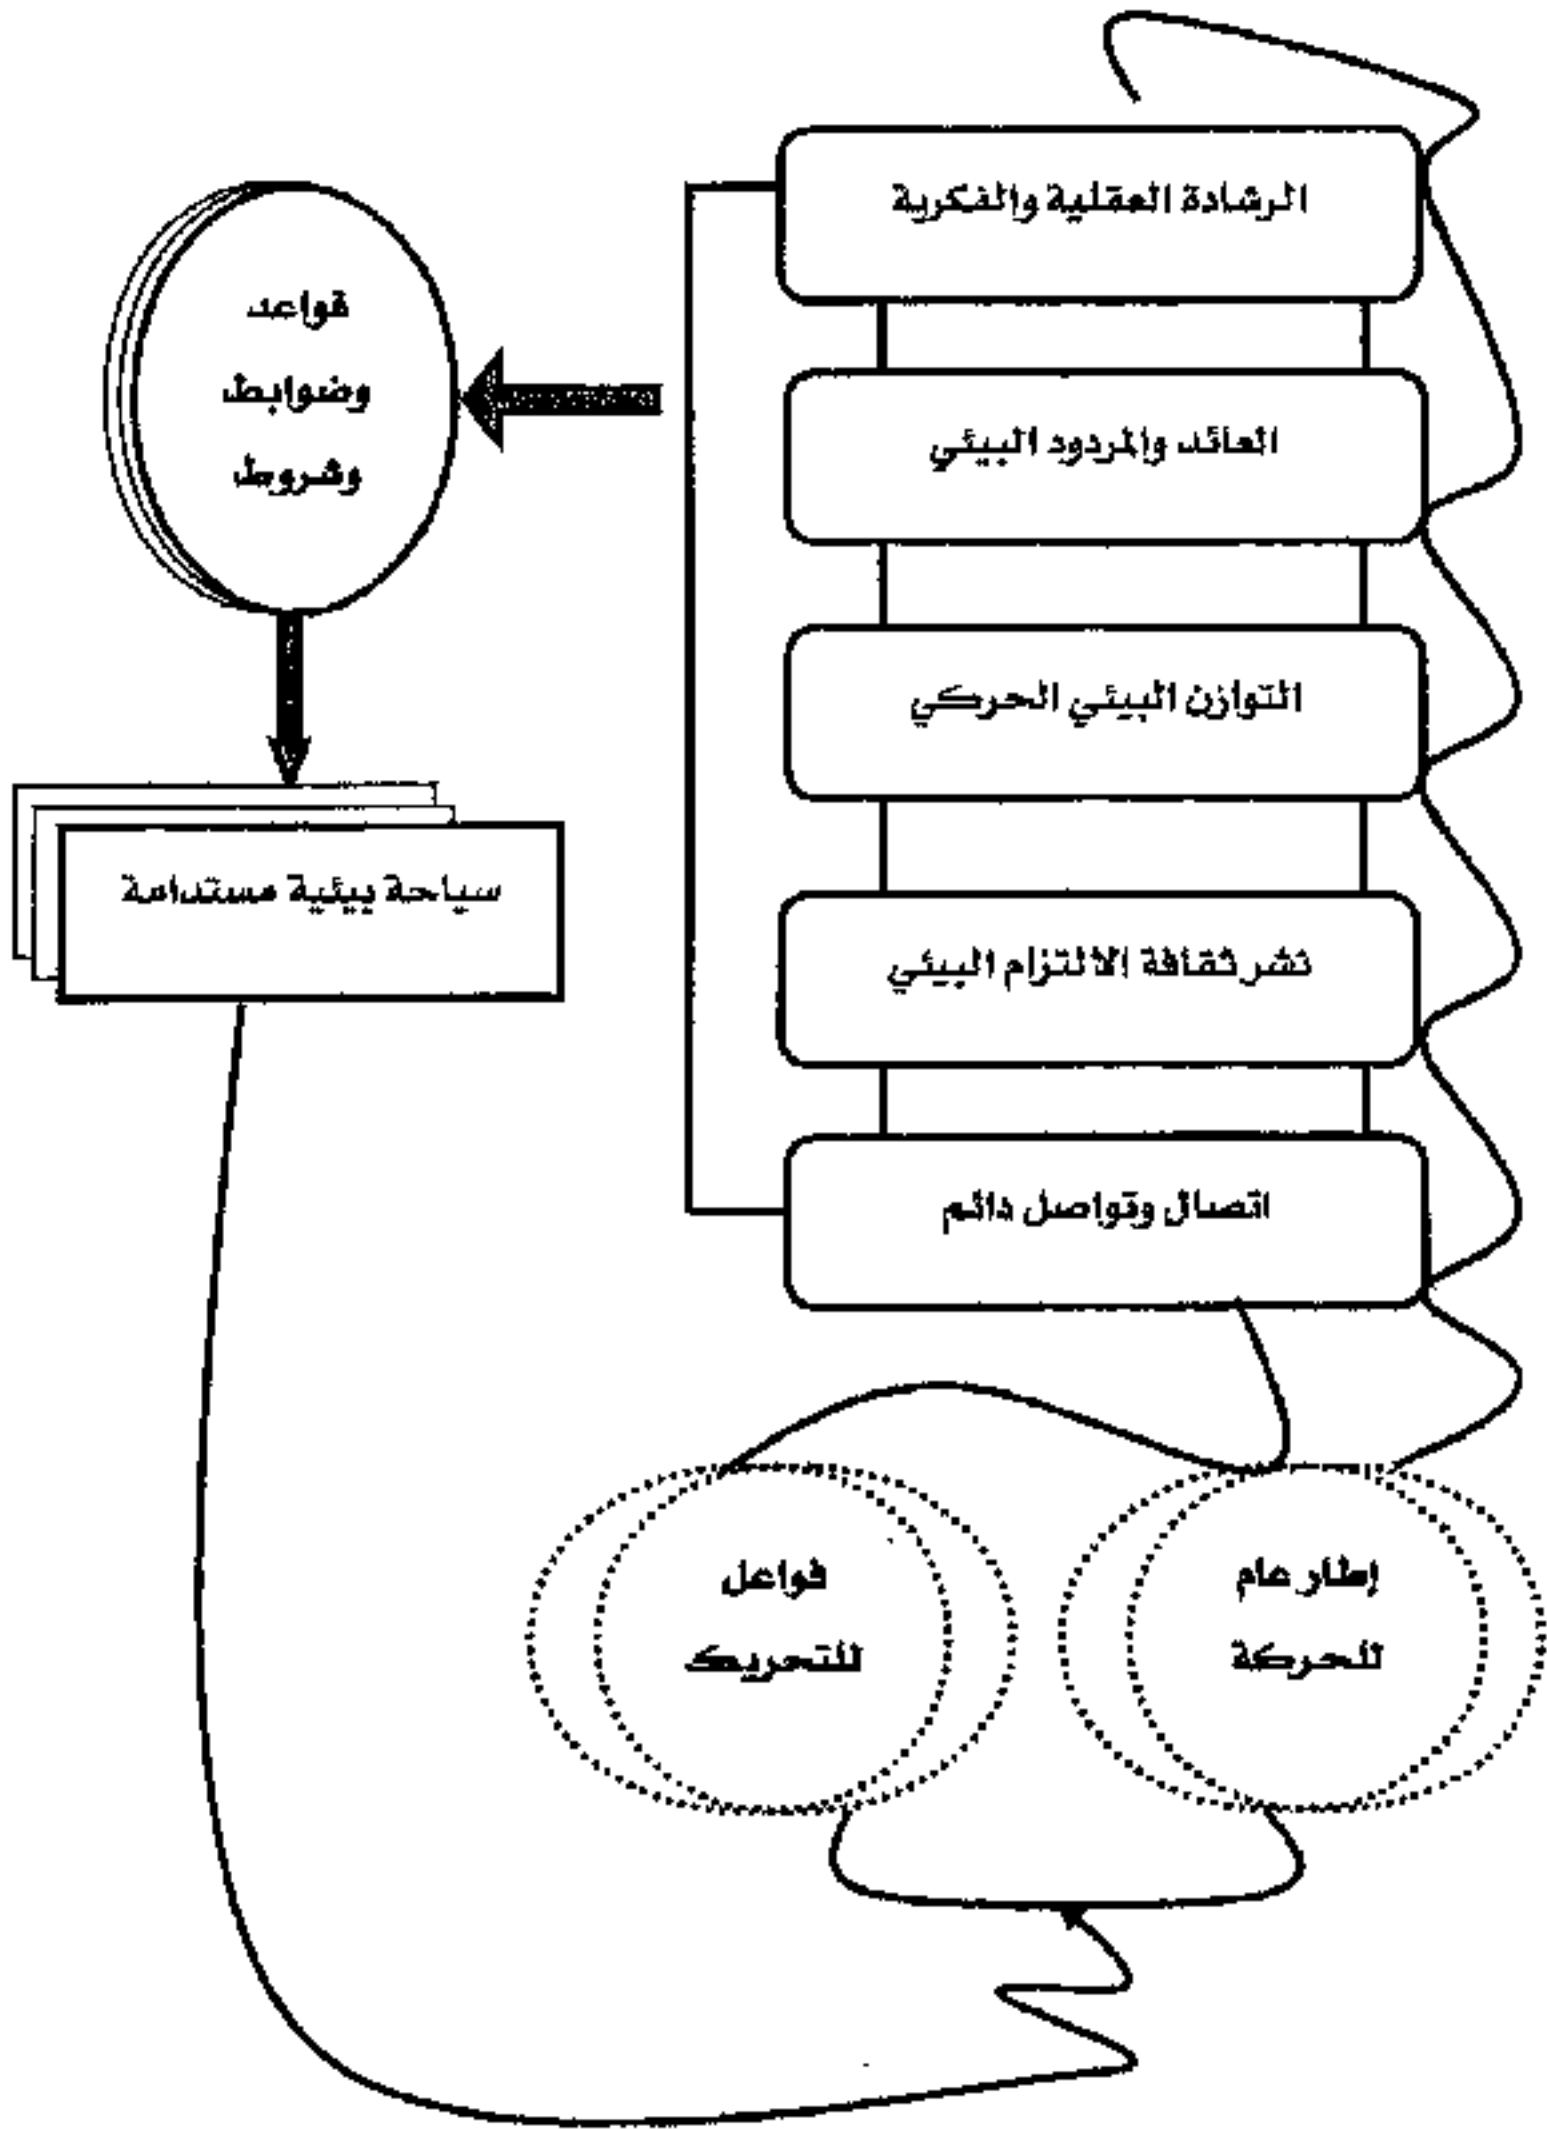 الرشادة العقلية والفكرية
العائد والمردود البيئي
التوازن البيئي الحركي
نشر ثقافة الالتزام البيئي
اتصال وتواصل دائم
قواعد
وضوابط
وشروط
سياحة بيئية مستدامة
إطار عام
للحركة
فواعل
للتحريك